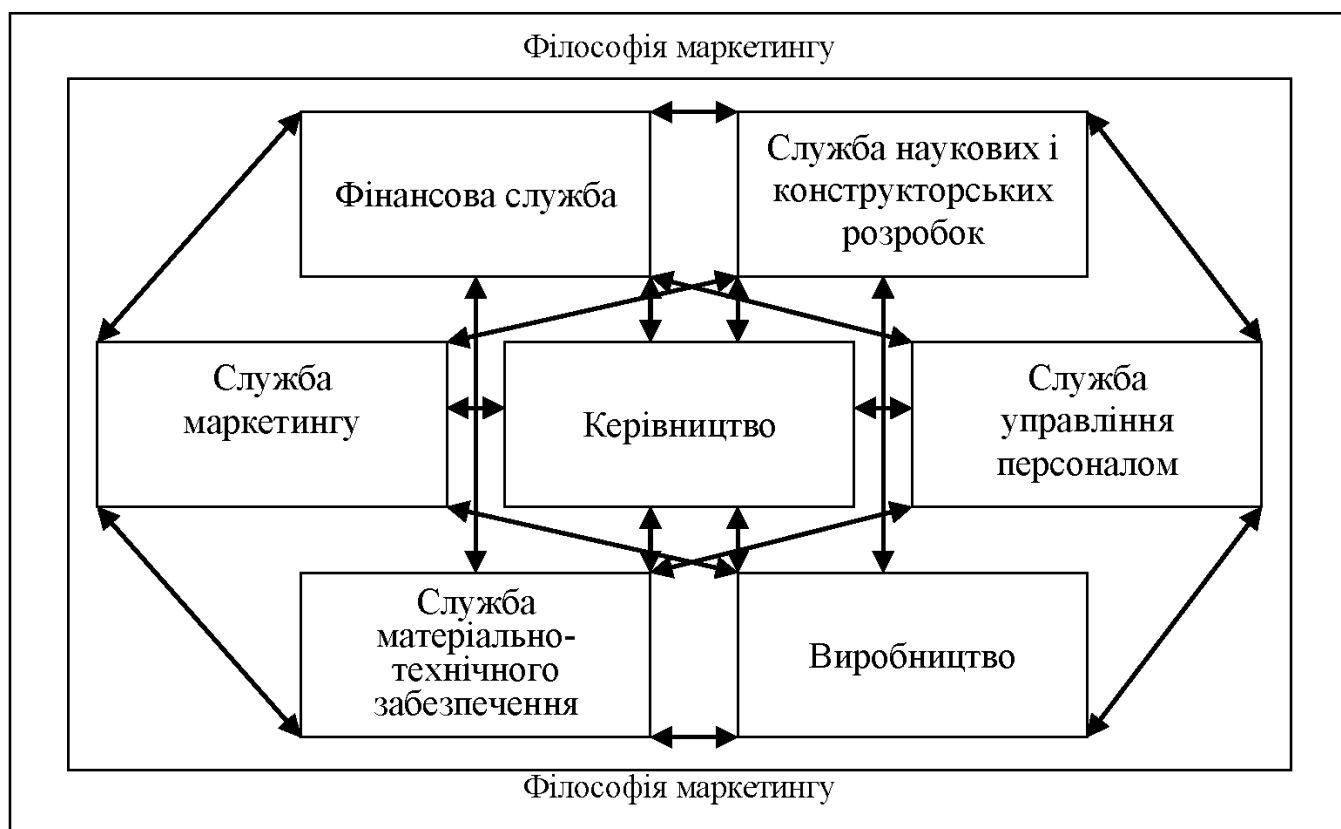 Філософія маркетингу
Фінансова служба
Служба наукових і
конструкторських
розробок
Служба
маркетингу
Керівництво
Служба
управління
персоналом
Служба
матеріально-
технічного
забезпечення
Виробництво
Філософія маркетингу